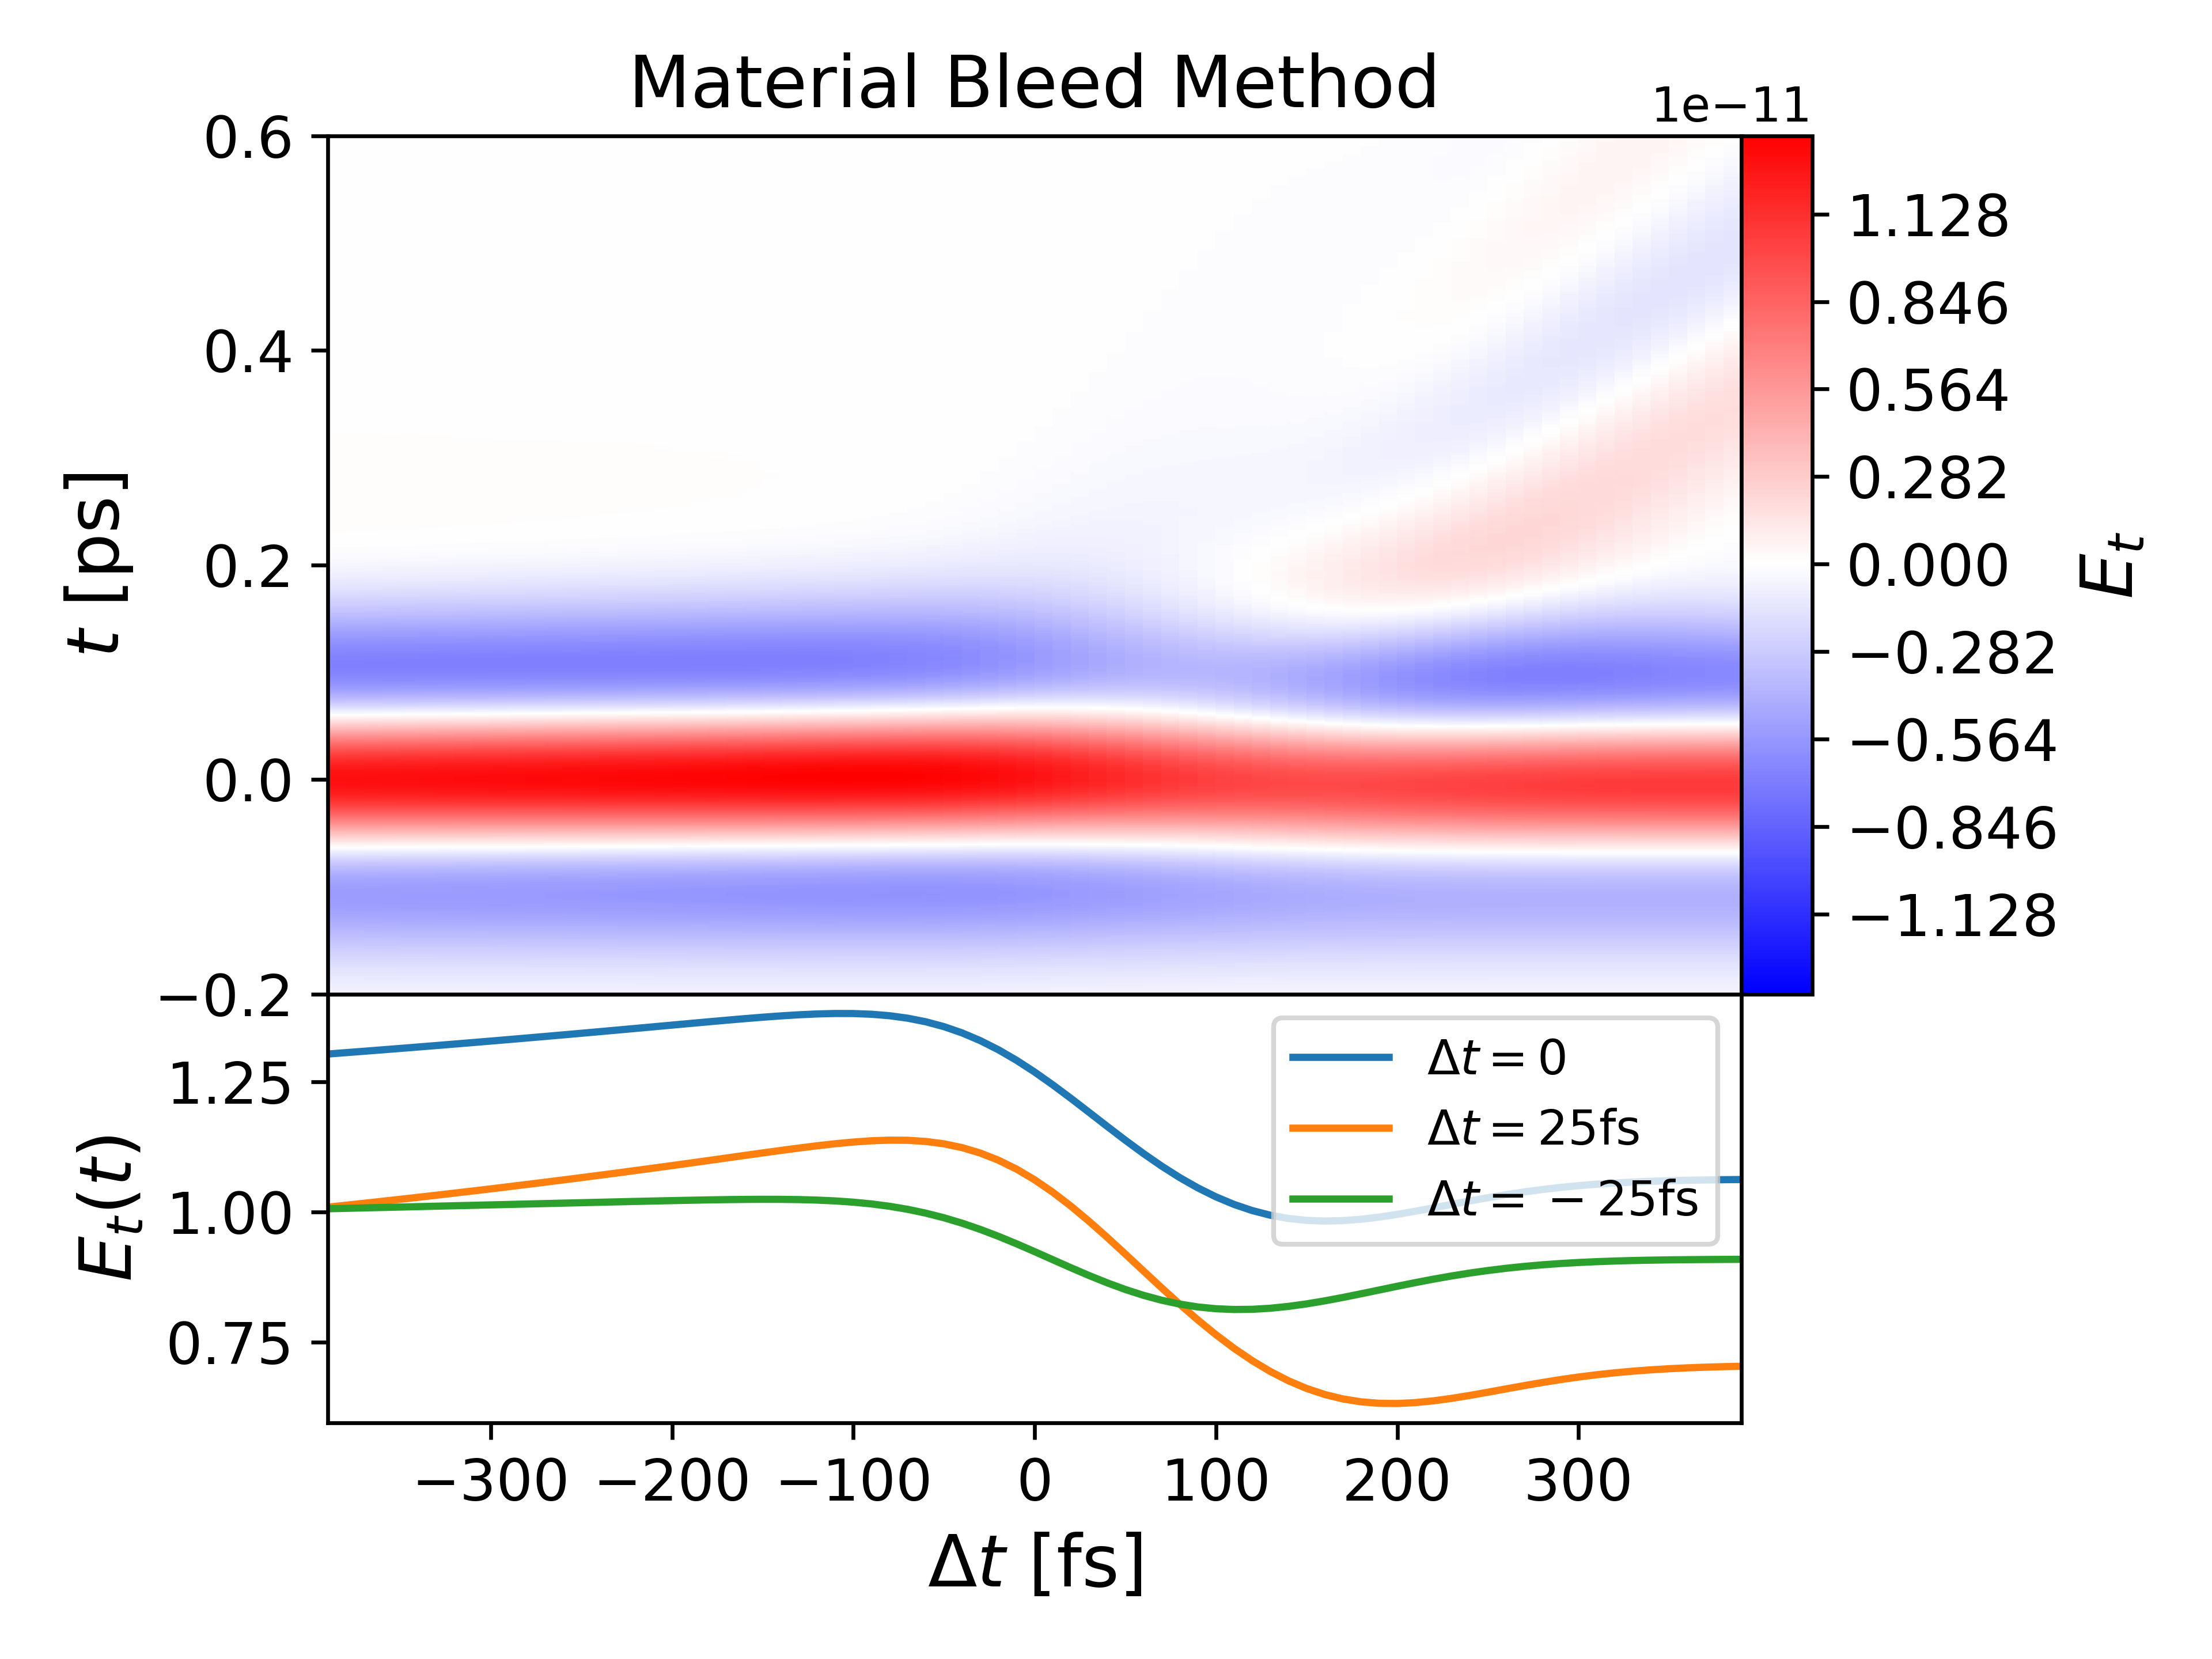 Material Bleed Method
1e−11
0.6
0.4
0.2
0.0
−0.2
t [ps]
1.128
0.846
0.564
0.282
0.000
−0.282
−0.564
−0.846
−1.128
E_t
1.25
1.00
0.75
E_t(t)
Δt = 0
Δt = 25fs
Δt = − 25fs
−300 −200 −100 0 100 200 300
Δt [fs]